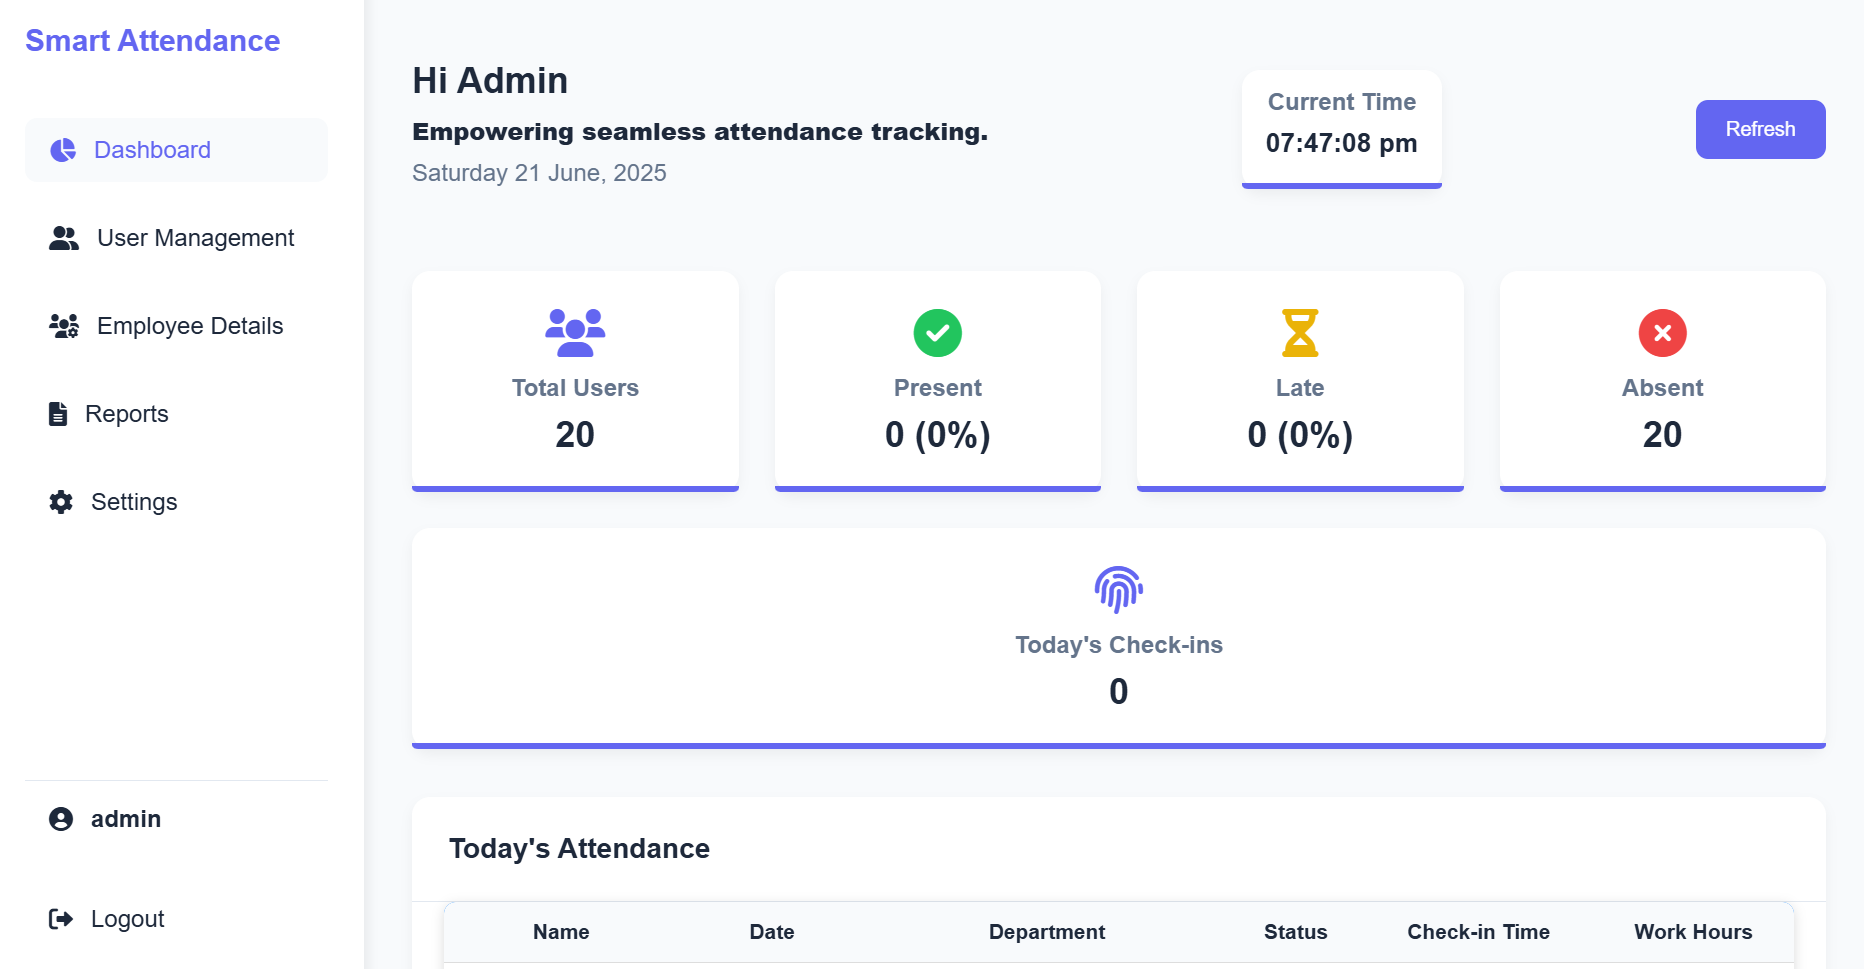 Smart Attendance
Dashboard
User Management
Employee Details
Reports
Settings
admin
Logout
Hi Admin
Empowering seamless attendance tracking.
Saturday 21 June, 2025
Current Time
07:47:08 pm
Refresh
Total Users
20
Present
0 (0%)
Late
0 (0%)
Absent
20
Today's Check-ins
0
Today's Attendance
Name Date Department Status Check-in Time Work Hours